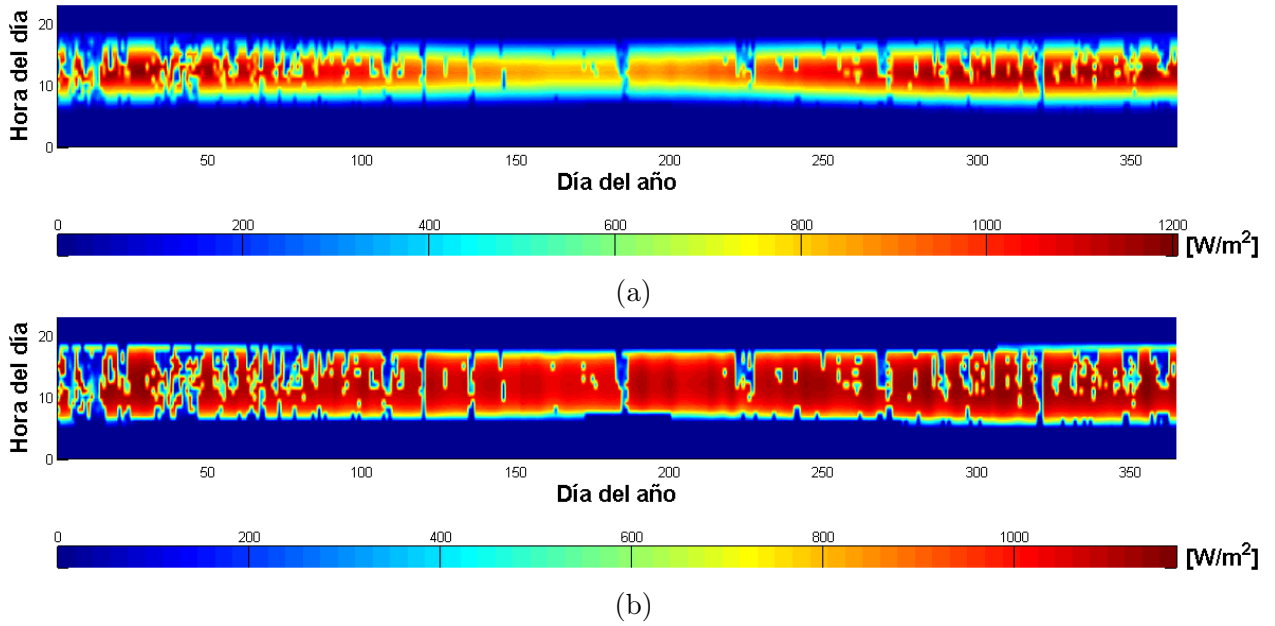 Hora del día
20
10
0
50 100 150 200 250 300 350
Día del año
0 200 400 600 800 1000 1200
[W/m²]
(a)
Hora del día
20
10
0
50 100 150 200 250 300 350
Día del año
0 200 400 600 800 1000
[W/m²]
(b)